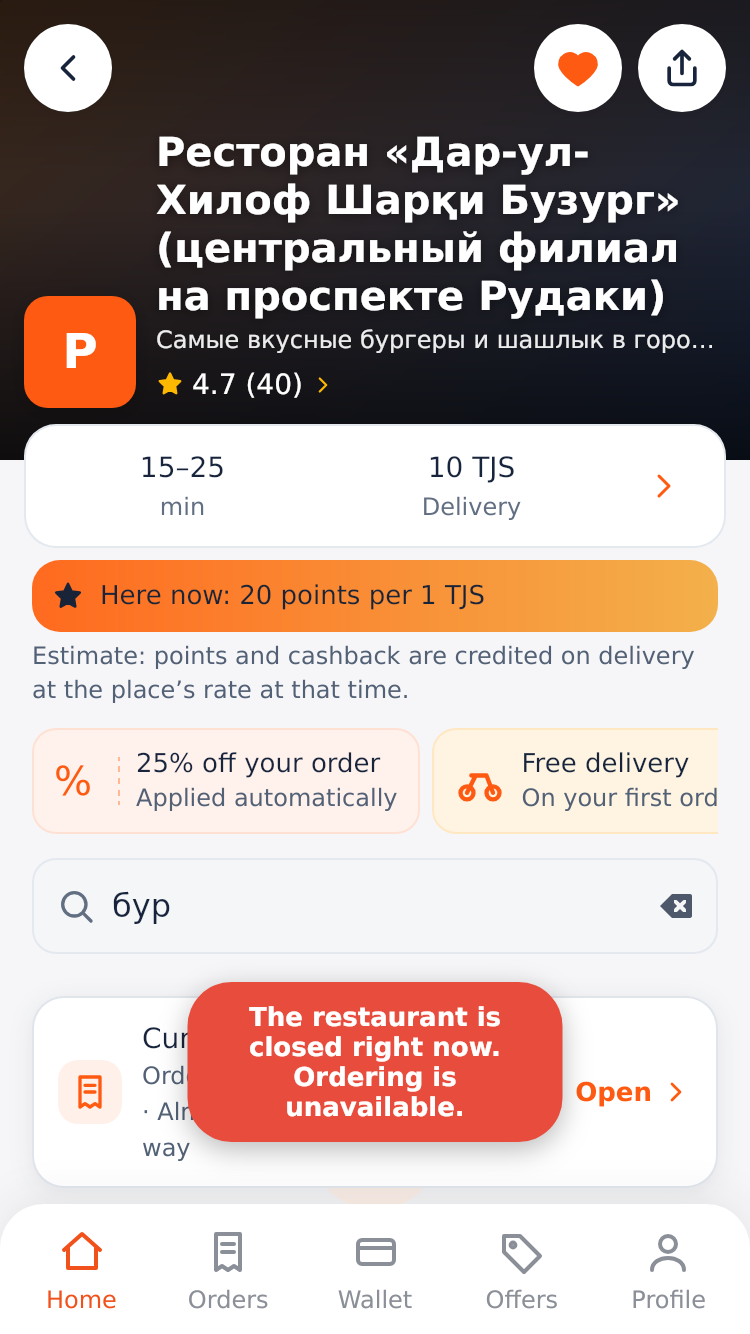 Ресторан «Дар-ул-
Хилоф Шарқи Бузург»
(центральный филиал
на проспекте Рудаки)
Р
Самые вкусные бургеры и шашлык в горо…
4.7 (40)
15–25
min
10 TJS
Delivery
Here now: 20 points per 1 TJS
Estimate: points and cashback are credited on delivery
at the place’s rate at that time.
%
25% off your order
Applied automatically
Free delivery
On your first ord
бур
The restaurant is
closed right now.
Ordering is
unavailable.
way
Open
Home
Orders
Wallet
Offers
Profile